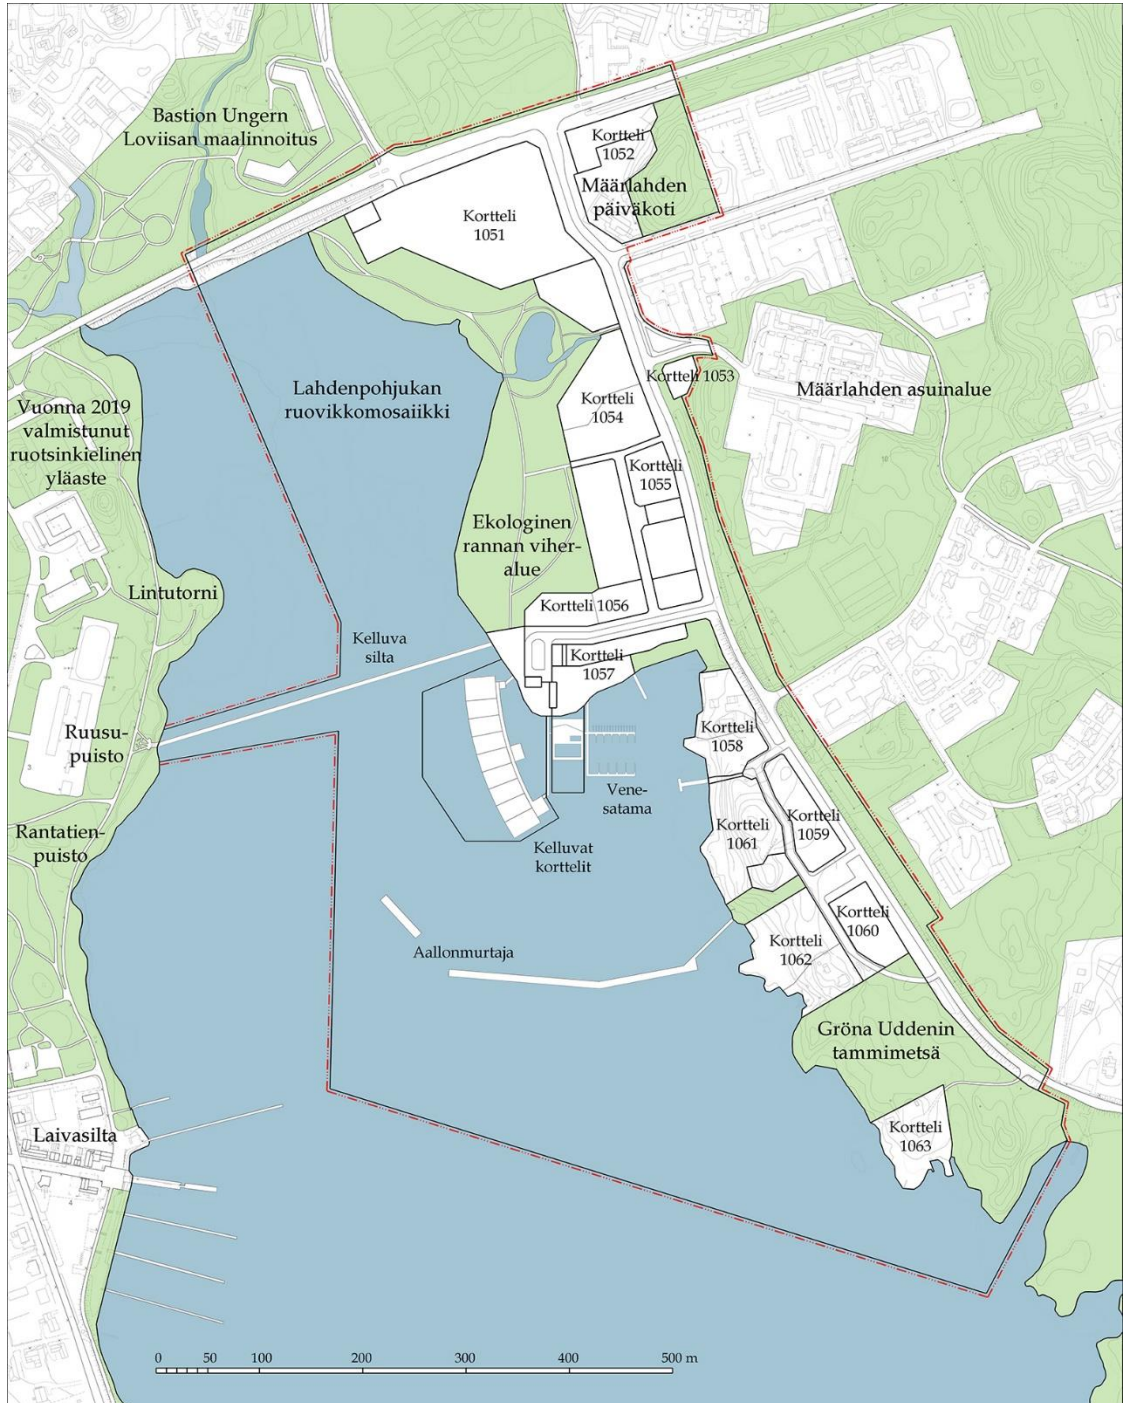 Bastion Ungern
Loviisan maalinnoitus
Kortteli
1052
Määrlahden
päiväkoti
Kortteli
1051
Lahdenpohjukan
ruovikkomosaiikki
Kortteli 1053
Kortteli
1054
Määrlahden asuinalue
Vuonna 2019
valmistunut
ruotsinkielinen
yläaste
Kortteli
1055
Ekologinen
rannan viher-
alue
Lintutorni
Kortteli 1056
Kelluva
silta
Kortteli
1057
Ruusu-
puisto
Kortteli
1058
Vene-
satama
Rantatien-
puisto
Kortteli
1059
Kortteli
1061
Kelluvat
korttelit
Kortteli
1060
Kortteli
1062
Aallonmurtaja
Gröna Uddenin
tammimetsä
Laivasilta
Kortteli
1063
0 50 100 200 300 400 500 m